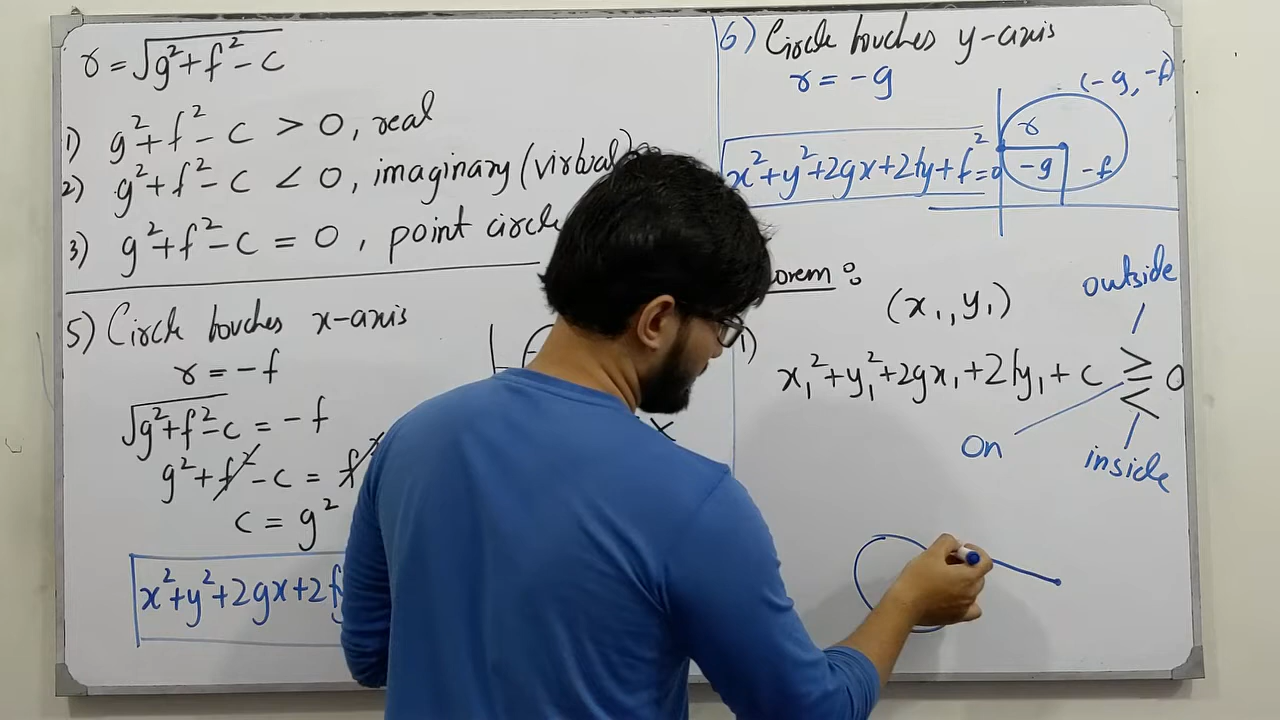 r = √g²+f²-c
1) g²+f²-c > 0, real
2) g²+f²-c < 0, imaginary (virtual)
3) g²+f²-c = 0, point circle
5) Circle touches x-axis
r = -f
√g²+f²-c = -f
g²+f²-c = f²
c = g²
x²+y²+2gx+2f
x
6) Circle touches y-axis
r = -g
(-g, -f)
r
-g
-f
x²+y²+2gx+2fy+f²=0
orem :
(x₁, y₁)
outside
1)
x₁²+y₁²+2gx₁+2fy₁+c >=< 0
On
inside